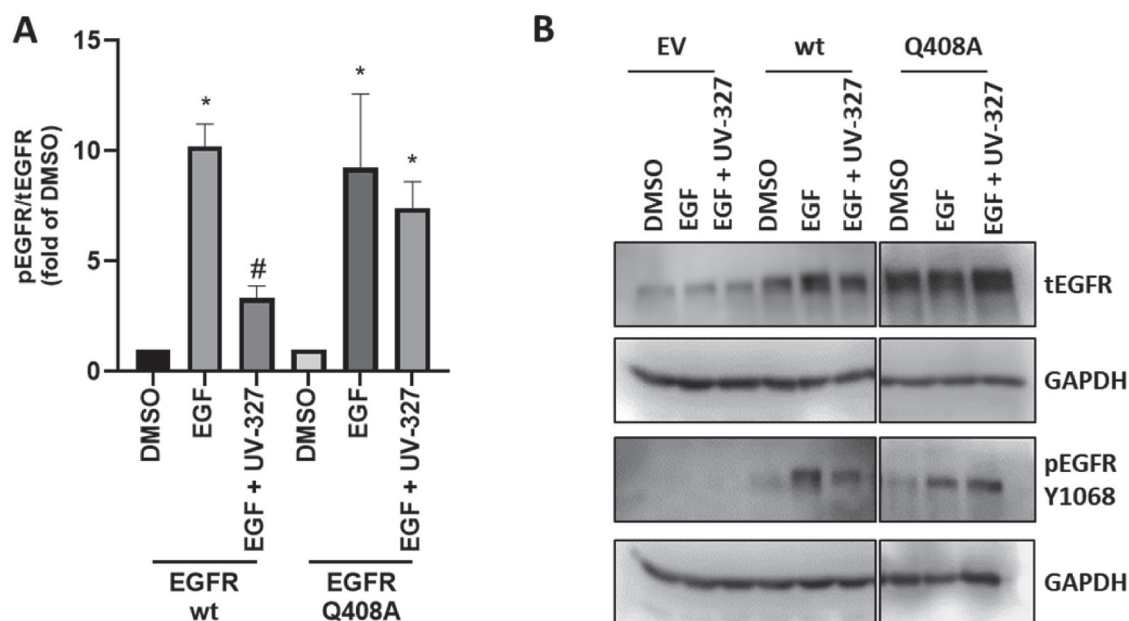 A
pEGFR/tEGFR
(fold of DMSO)
15
10
5
0
*
#
*
*
DMSO
EGF
EGF + UV-327
DMSO
EGF
EGF + UV-327
EGFR
wt
EGFR
Q408A
B
EV
wt
Q408A
DMSO
EGF
EGF + UV-327
DMSO
EGF
EGF + UV-327
DMSO
EGF
EGF + UV-327
tEGFR
GAPDH
pEGFR
Y1068
GAPDH